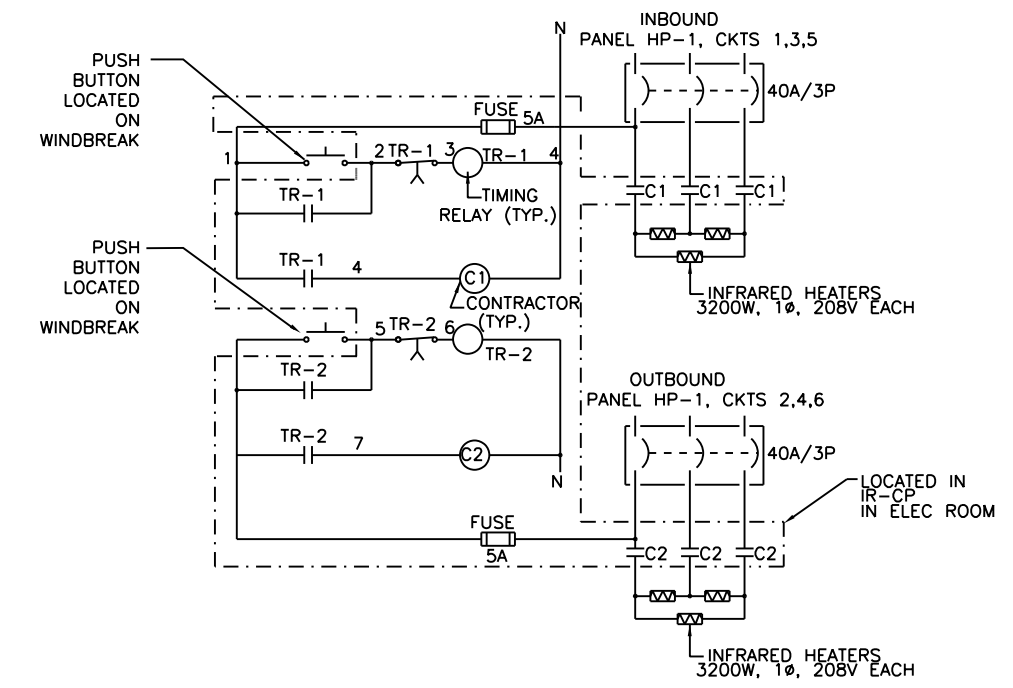 INBOUND
PANEL HP-1, CKTS 1,3,5
N
PUSH
BUTTON
LOCATED
ON
WINDBREAK
40A/3P
FUSE
5A
1
2
TR-1
3
TR-1
4
C1
C1
C1
TR-1
TIMING
RELAY (TYP.)
PUSH
BUTTON
LOCATED
ON
WINDBREAK
TR-1
4
C1
CONTRACTOR
(TYP.)
INFRARED HEATERS
3200W, 1ø, 208V EACH
5
TR-2
6
TR-2
TR-2
OUTBOUND
PANEL HP-1, CKTS 2,4,6
TR-2
7
C2
40A/3P
N
LOCATED IN
IR-CP
IN ELEC ROOM
FUSE
5A
C2
C2
C2
INFRARED HEATERS
3200W, 1ø, 208V EACH